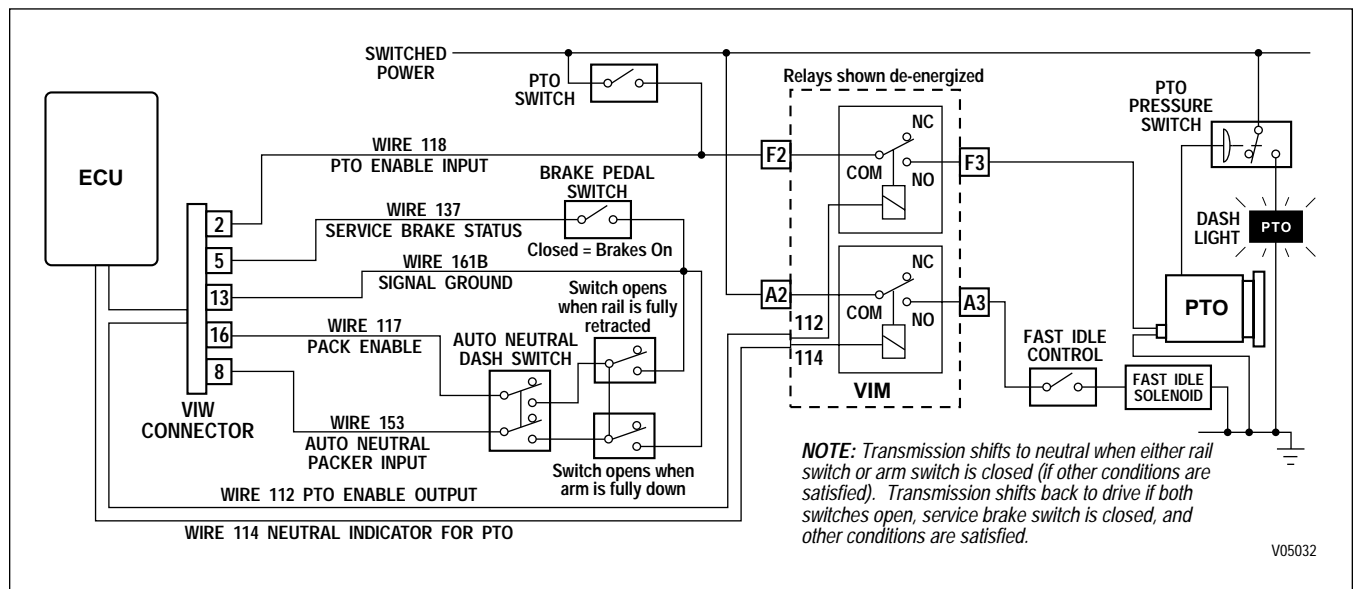 SWITCHED
POWER
PTO
SWITCH
Relays shown de-energized
PTO
PRESSURE
SWITCH
ECU
WIRE 118
PTO ENABLE INPUT
F2
NC
COM
NO
F3
BRAKE PEDAL
SWITCH
2
WIRE 137
SERVICE BRAKE STATUS
Closed = Brakes On
DASH
LIGHT
PTO
5
WIRE 161B
SIGNAL GROUND
13
Switch opens
when rail is fully
retracted
A2
NC
COM
NO
A3
PTO
16
WIRE 117
PACK ENABLE
AUTO NEUTRAL
DASH SWITCH
112
114
FAST IDLE
CONTROL
8
VIM
FAST IDLE
SOLENOID
VIW
CONNECTOR
WIRE 153
AUTO NEUTRAL
PACKER INPUT
Switch opens when
arm is fully down
WIRE 112 PTO ENABLE OUTPUT
WIRE 114 NEUTRAL INDICATOR FOR PTO
NOTE: Transmission shifts to neutral when either rail
switch or arm switch is closed (if other conditions are
satisfied). Transmission shifts back to drive if both
switches open, service brake switch is closed, and
other conditions are satisfied.
V05032